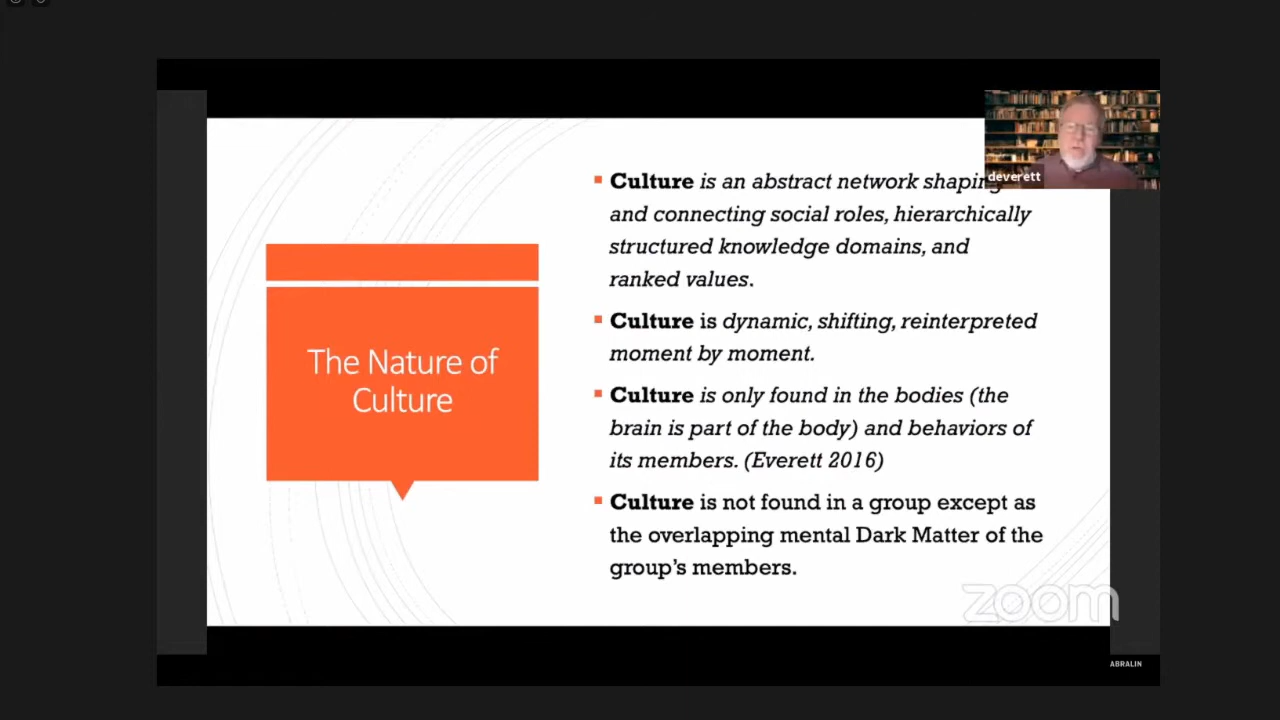 Culture is an abstract network shaping
and connecting social roles, hierarchically
structured knowledge domains, and
ranked values.
Culture is dynamic, shifting, reinterpreted
moment by moment.
Culture is only found in the bodies (the
brain is part of the body) and behaviors of
its members. (Everett 2016)
Culture is not found in a group except as
the overlapping mental Dark Matter of the
group's members.
The Nature of
Culture
deverett
zoom
ABRALIN